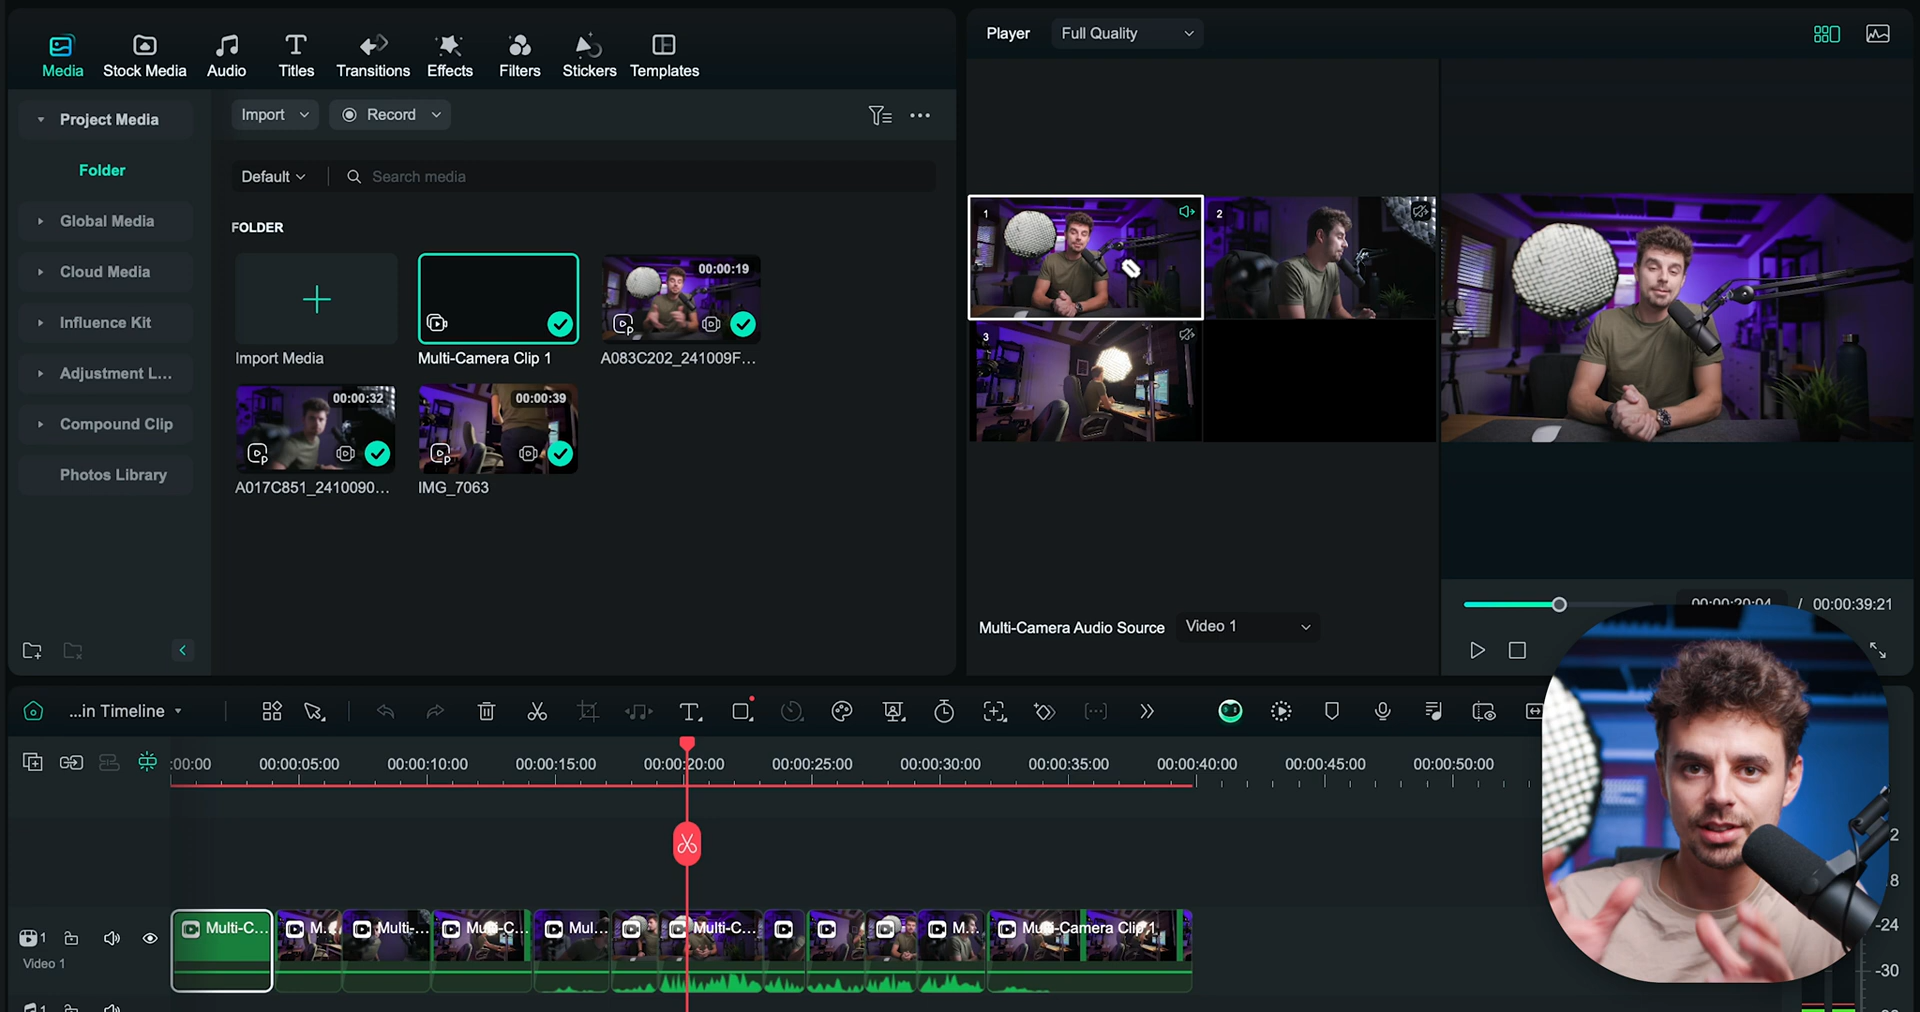 Media
Stock Media
Audio
Titles
Transitions
Effects
Filters
Stickers
Templates
Player
Full Quality
Project Media
Folder
Global Media
Cloud Media
Influence Kit
Adjustment L...
Compound Clip
Photos Library
Import
Record
Default
Search media
FOLDER
Import Media
Multi-Camera Clip 1
00:00:19
A083C202_241009F...
00:00:32
A017C851_2410090...
00:00:39
IMG_7063
1
2
3
Multi-Camera Audio Source
Video 1
00:00:20:04 / 00:00:39:21
...in Timeline
:00:00
00:00:05:00
00:00:10:00
00:00:15:00
00:00:20:00
00:00:25:00
00:00:30:00
00:00:35:00
00:00:40:00
00:00:45:00
00:00:50:00
1
Video 1
Multi-C...
M...
Multi-...
Multi-C...
Mul...
Multi-C...
M...
Multi-Camera Clip 1
2
8
-24
-30
1